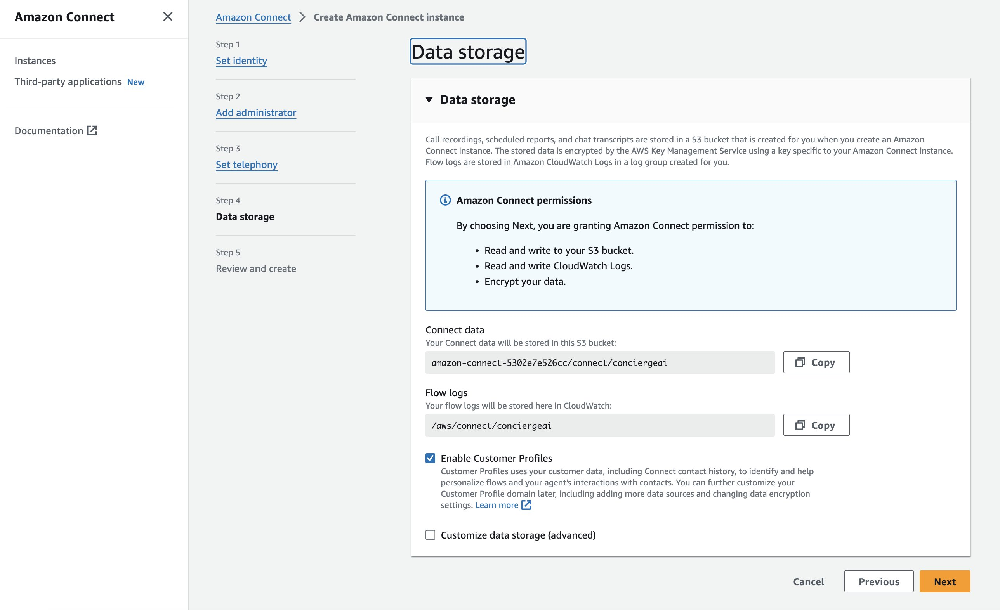 Amazon Connect
Instances
Third-party applications New
Documentation
Amazon Connect > Create Amazon Connect instance
Step 1
Set identity
Step 2
Add administrator
Step 3
Set telephony
Step 4
Data storage
Step 5
Review and create
Data storage
Data storage
Call recordings, scheduled reports, and chat transcripts are stored in a S3 bucket that is created for you when you create an Amazon
Connect instance. The stored data is encrypted by the AWS Key Management Service using a key specific to your Amazon Connect instance.
Flow logs are stored in Amazon CloudWatch Logs in a log group created for you.
Amazon Connect permissions
By choosing Next, you are granting Amazon Connect permission to:
• Read and write to your S3 bucket.
• Read and write CloudWatch Logs.
• Encrypt your data.
Connect data
Your Connect data will be stored in this S3 bucket:
amazon-connect-5302e7e526cc/connect/conciergeai Copy
Flow logs
Your flow logs will be stored here in CloudWatch:
/aws/connect/conciergeai Copy
Enable Customer Profiles
Customer Profiles uses your customer data, including Connect contact history, to identify and help
personalize flows and your agent's interactions with contacts. You can further customize your
Customer Profile domain later, including adding more data sources and changing data encryption
settings. Learn more
Customize data storage (advanced)
Cancel Previous Next